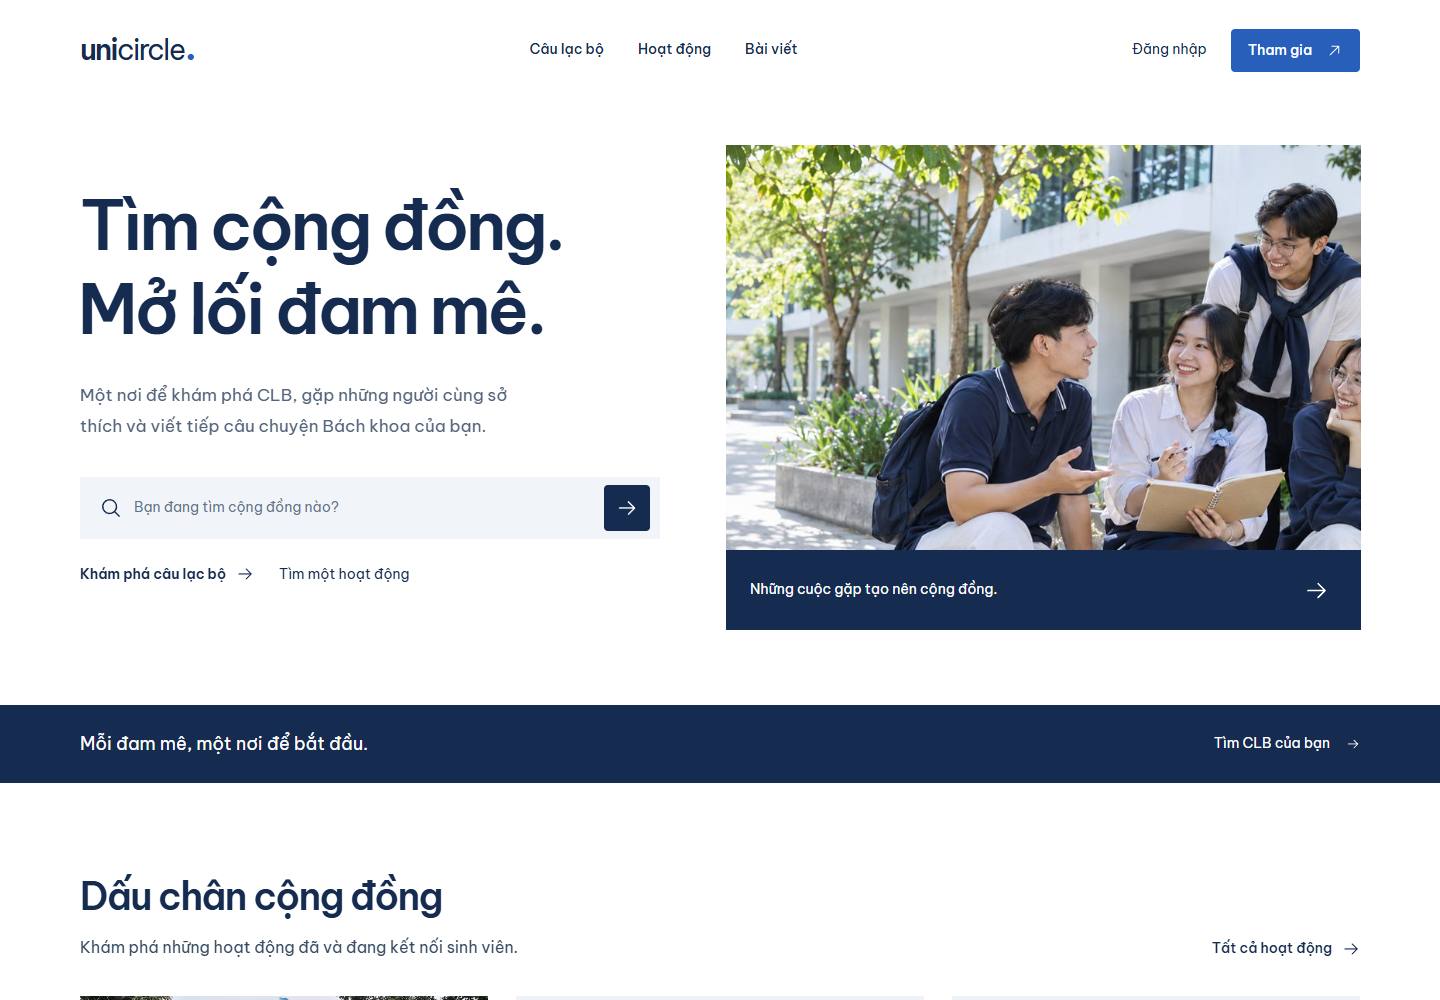 unicircle.
Câu lạc bộ
Hoạt động
Bài viết
Đăng nhập
Tham gia
Tìm cộng đồng.
Mở lối đam mê.
Một nơi để khám phá CLB, gặp những người cùng sở
thích và viết tiếp câu chuyện Bách khoa của bạn.
Bạn đang tìm cộng đồng nào?
Khám phá câu lạc bộ
Tìm một hoạt động
Những cuộc gặp tạo nên cộng đồng.
Mỗi đam mê, một nơi để bắt đầu.
Tìm CLB của bạn
Dấu chân cộng đồng
Khám phá những hoạt động đã và đang kết nối sinh viên.
Tất cả hoạt động